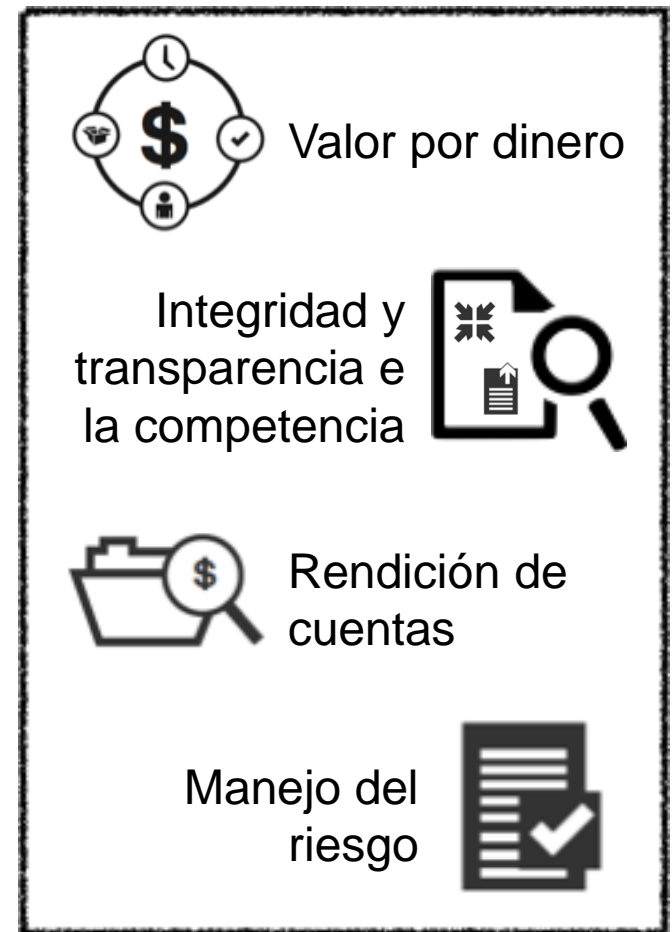 $
Valor por dinero
Integridad y
transparencia e
la competencia
$
Rendición de
cuentas
Manejo del
riesgo